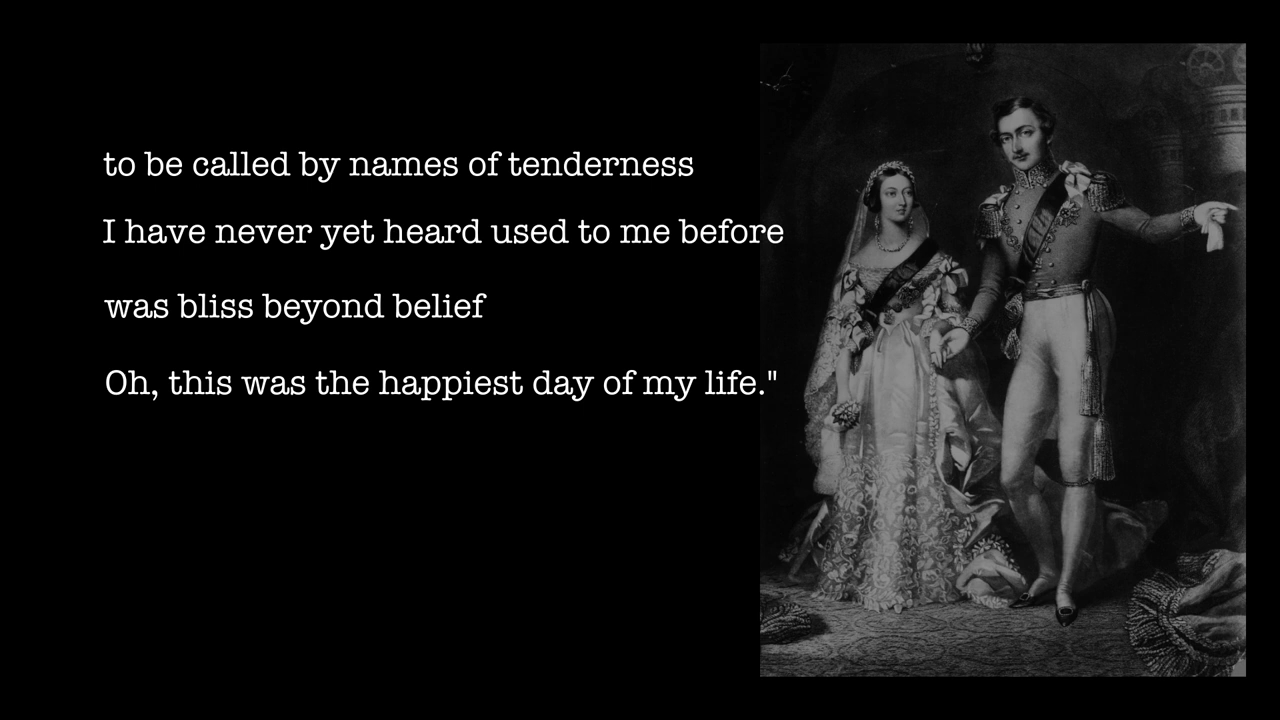 to be called by names of tenderness
I have never yet heard used to me before
was bliss beyond belief
Oh, this was the happiest day of my life."